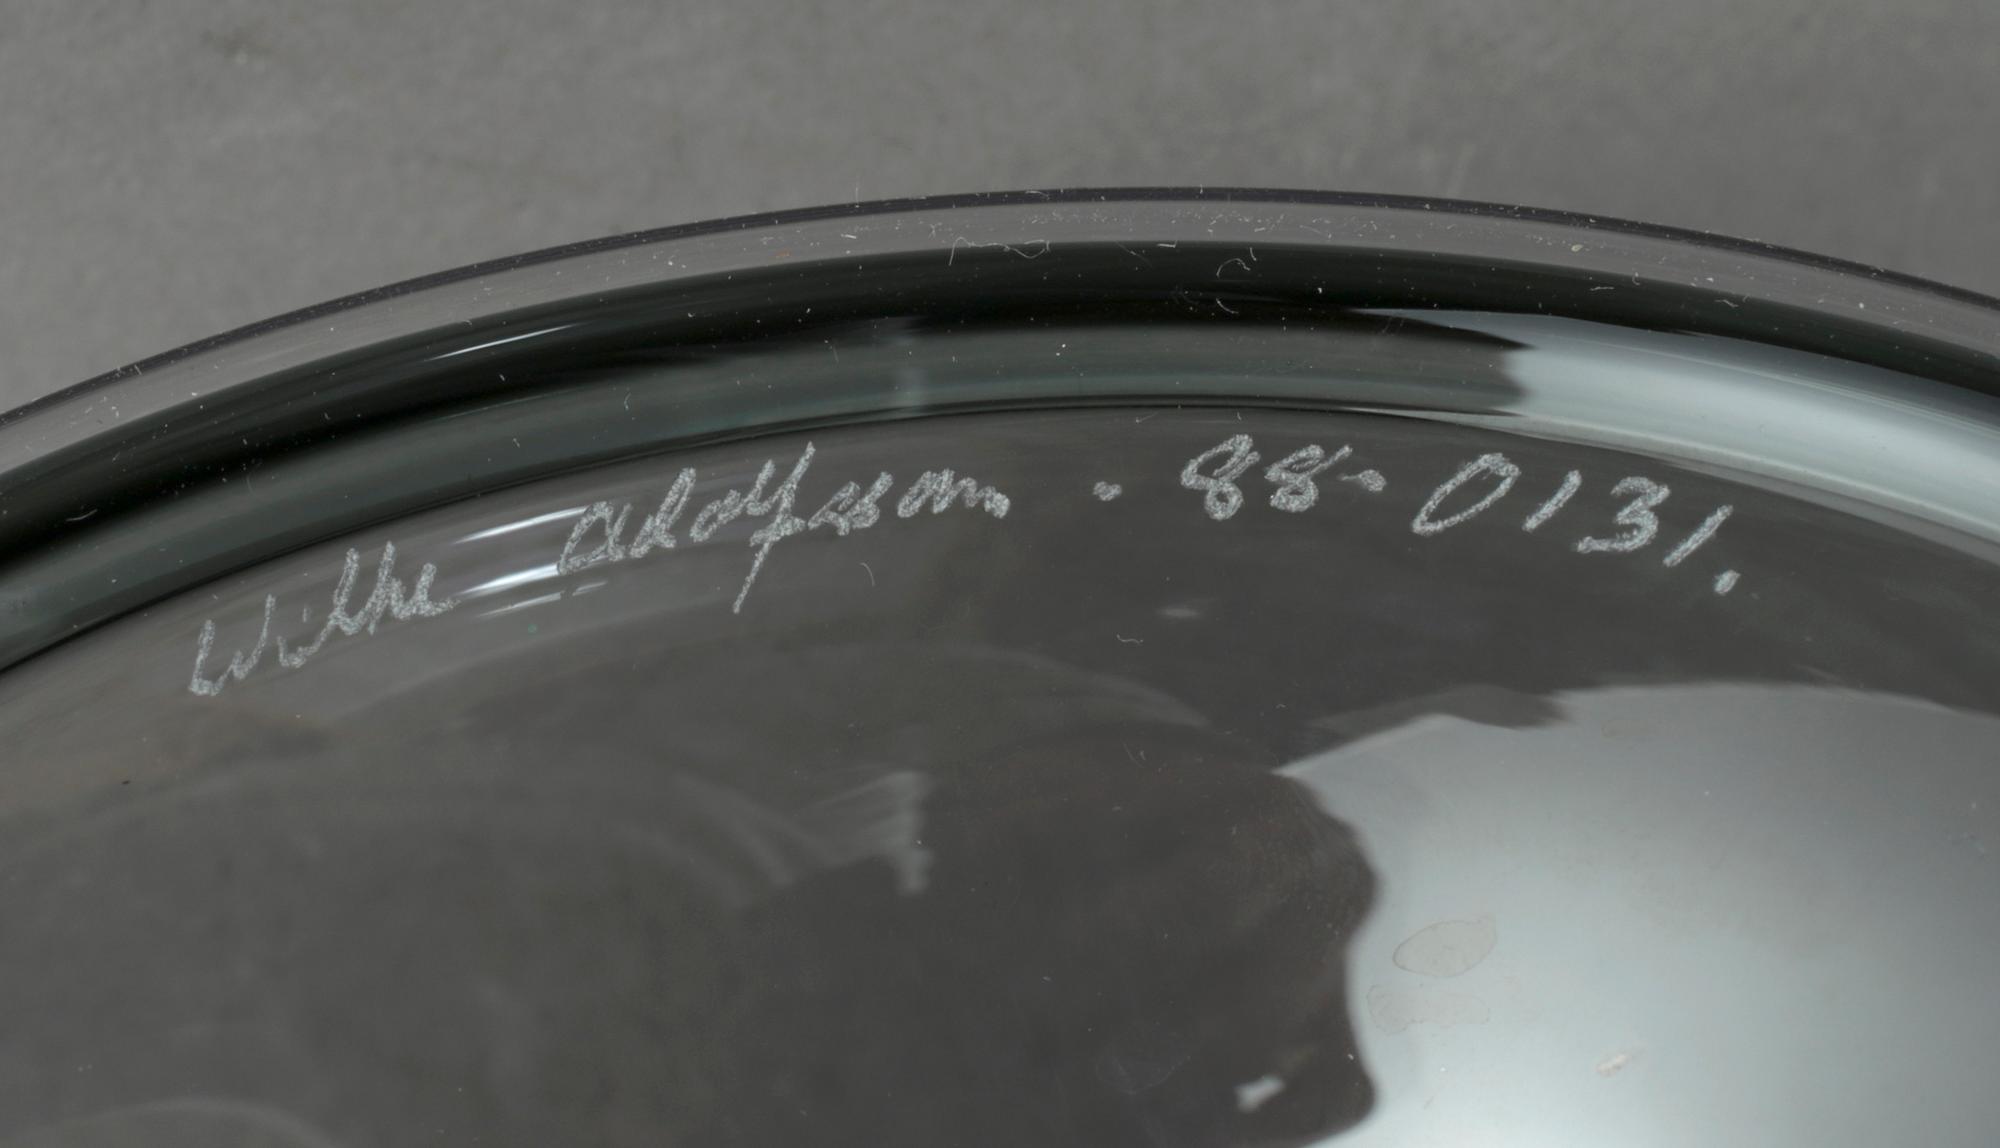 Wilke Adolfsson · 88-0131.